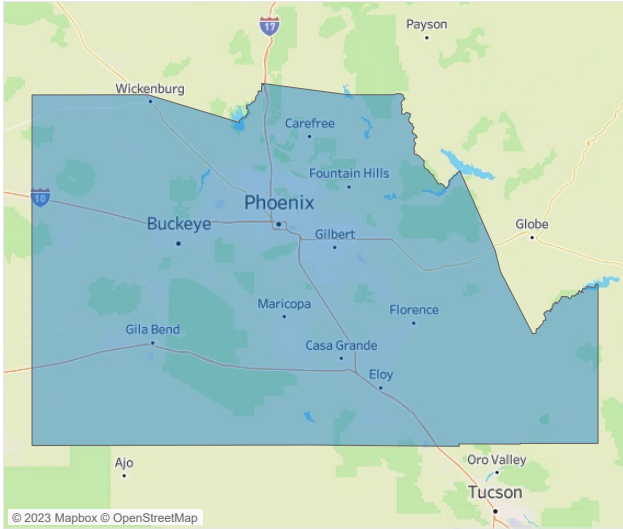 Payson
17
Wickenburg
Carefree
Fountain Hills
10
Phoenix
Buckeye
Globe
Gilbert
Maricopa
Florence
Gila Bend
Casa Grande
Eloy
Ajo
Oro Valley
Tucson
© 2023 Mapbox © OpenStreetMap